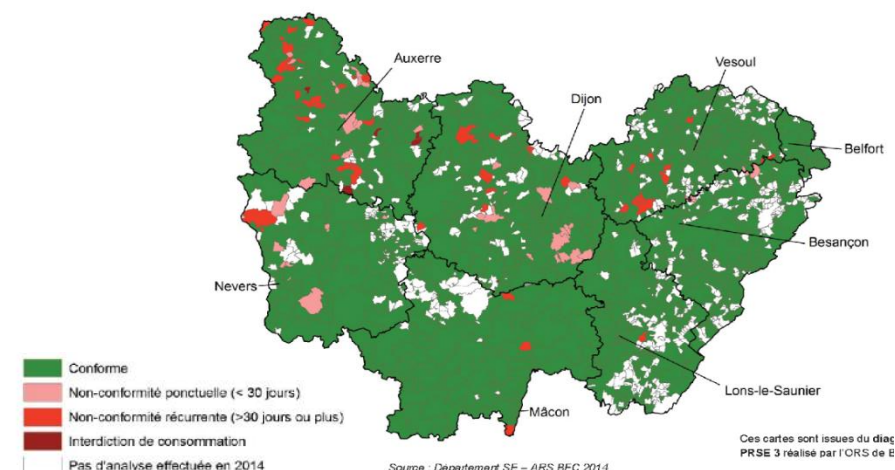 Auxerre
Vesoul
Dijon
Belfort
Besançon
Nevers
Lons-le-Saunier
Mâcon
Conforme
Non-conformité ponctuelle (< 30 jours)
Non-conformité récurrente (>30 jours ou plus)
Interdiction de consommation
Pas d'analyse effectuée en 2014
Ces cartes sont issues du diag
PRSE 3 réalisé par l'ORS de
Source : Département SE – ARS BFC 2014